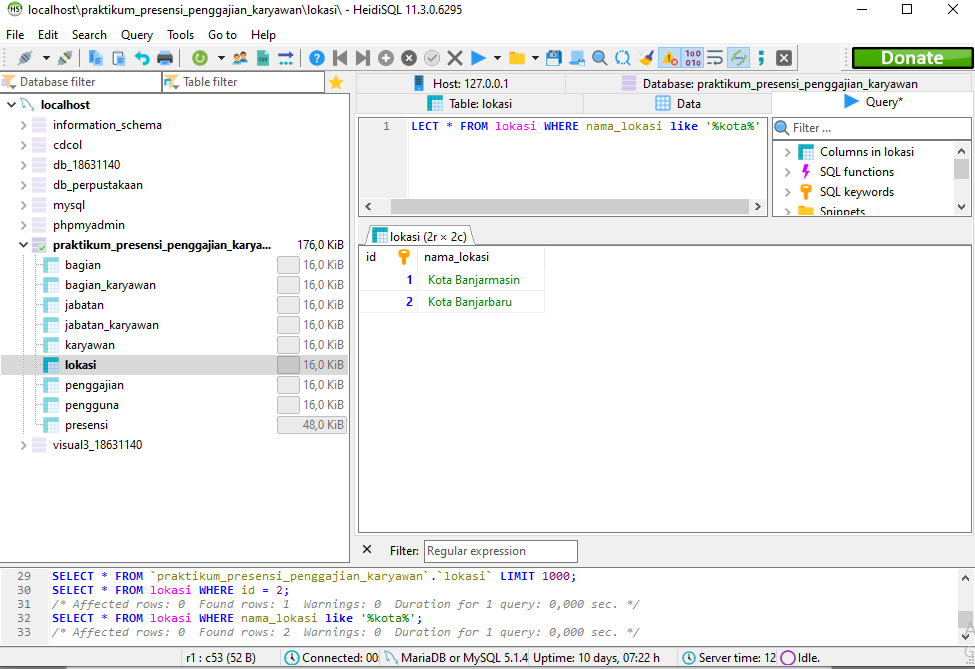 localhost\praktikum_presensi_penggajian_karyawan\lokasi\ - HeidiSQL 11.3.0.6295
File Edit Search Query Tools Go to Help
Donate
Database filter
Table filter
localhost
information_schema
cdcol
db_18631140
db_perpustakaan
mysql
phpmyadmin
praktikum_presensi_penggajian_karya... 176,0 KiB
bagian 16,0 KiB
bagian_karyawan 16,0 KiB
jabatan 16,0 KiB
jabatan_karyawan 16,0 KiB
karyawan 16,0 KiB
lokasi 16,0 KiB
penggajian 16,0 KiB
pengguna 16,0 KiB
presensi 48,0 KiB
visual3_18631140
Host: 127.0.0.1
Database: praktikum_presensi_penggajian_karyawan
Table: lokasi
Data
Query*
1 LECT * FROM lokasi WHERE nama_lokasi like '%kota%'
Filter ...
Columns in lokasi
SQL functions
SQL keywords
Snippets
lokasi (2r × 2c)
id nama_lokasi
1 Kota Banjarmasin
2 Kota Banjarbaru
Filter: Regular expression
29 SELECT * FROM `praktikum_presensi_penggajian_karyawan`.`lokasi` LIMIT 1000;
30 SELECT * FROM lokasi WHERE id = 2;
31 /* Affected rows: 0 Found rows: 1 Warnings: 0 Duration for 1 query: 0,000 sec. */
32 SELECT * FROM lokasi WHERE nama_lokasi like '%kota%';
33 /* Affected rows: 0 Found rows: 2 Warnings: 0 Duration for 1 query: 0,000 sec. */
r1 : c53 (52 B) Connected: 00: MariaDB or MySQL 5.1.4 Uptime: 10 days, 07:22 h Server time: 12 Idle.